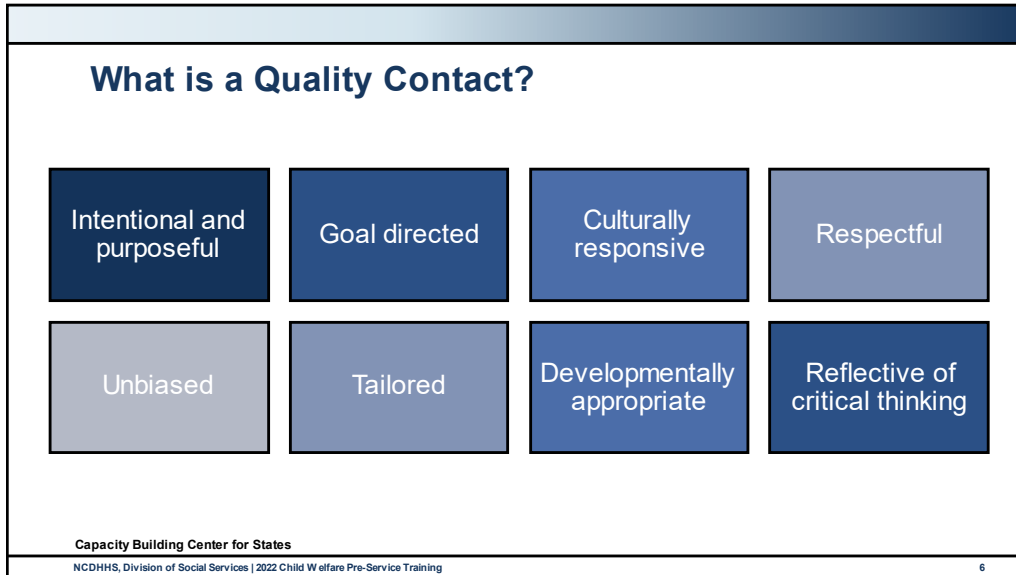 What is a Quality Contact?
Intentional and
purposeful
Goal directed
Culturally
responsive
Respectful
Unbiased
Tailored
Developmentally
appropriate
Reflective of
critical thinking
Capacity Building Center for States
NCDHHS, Division of Social Services | 2022 Child Welfare Pre-Service Training
6